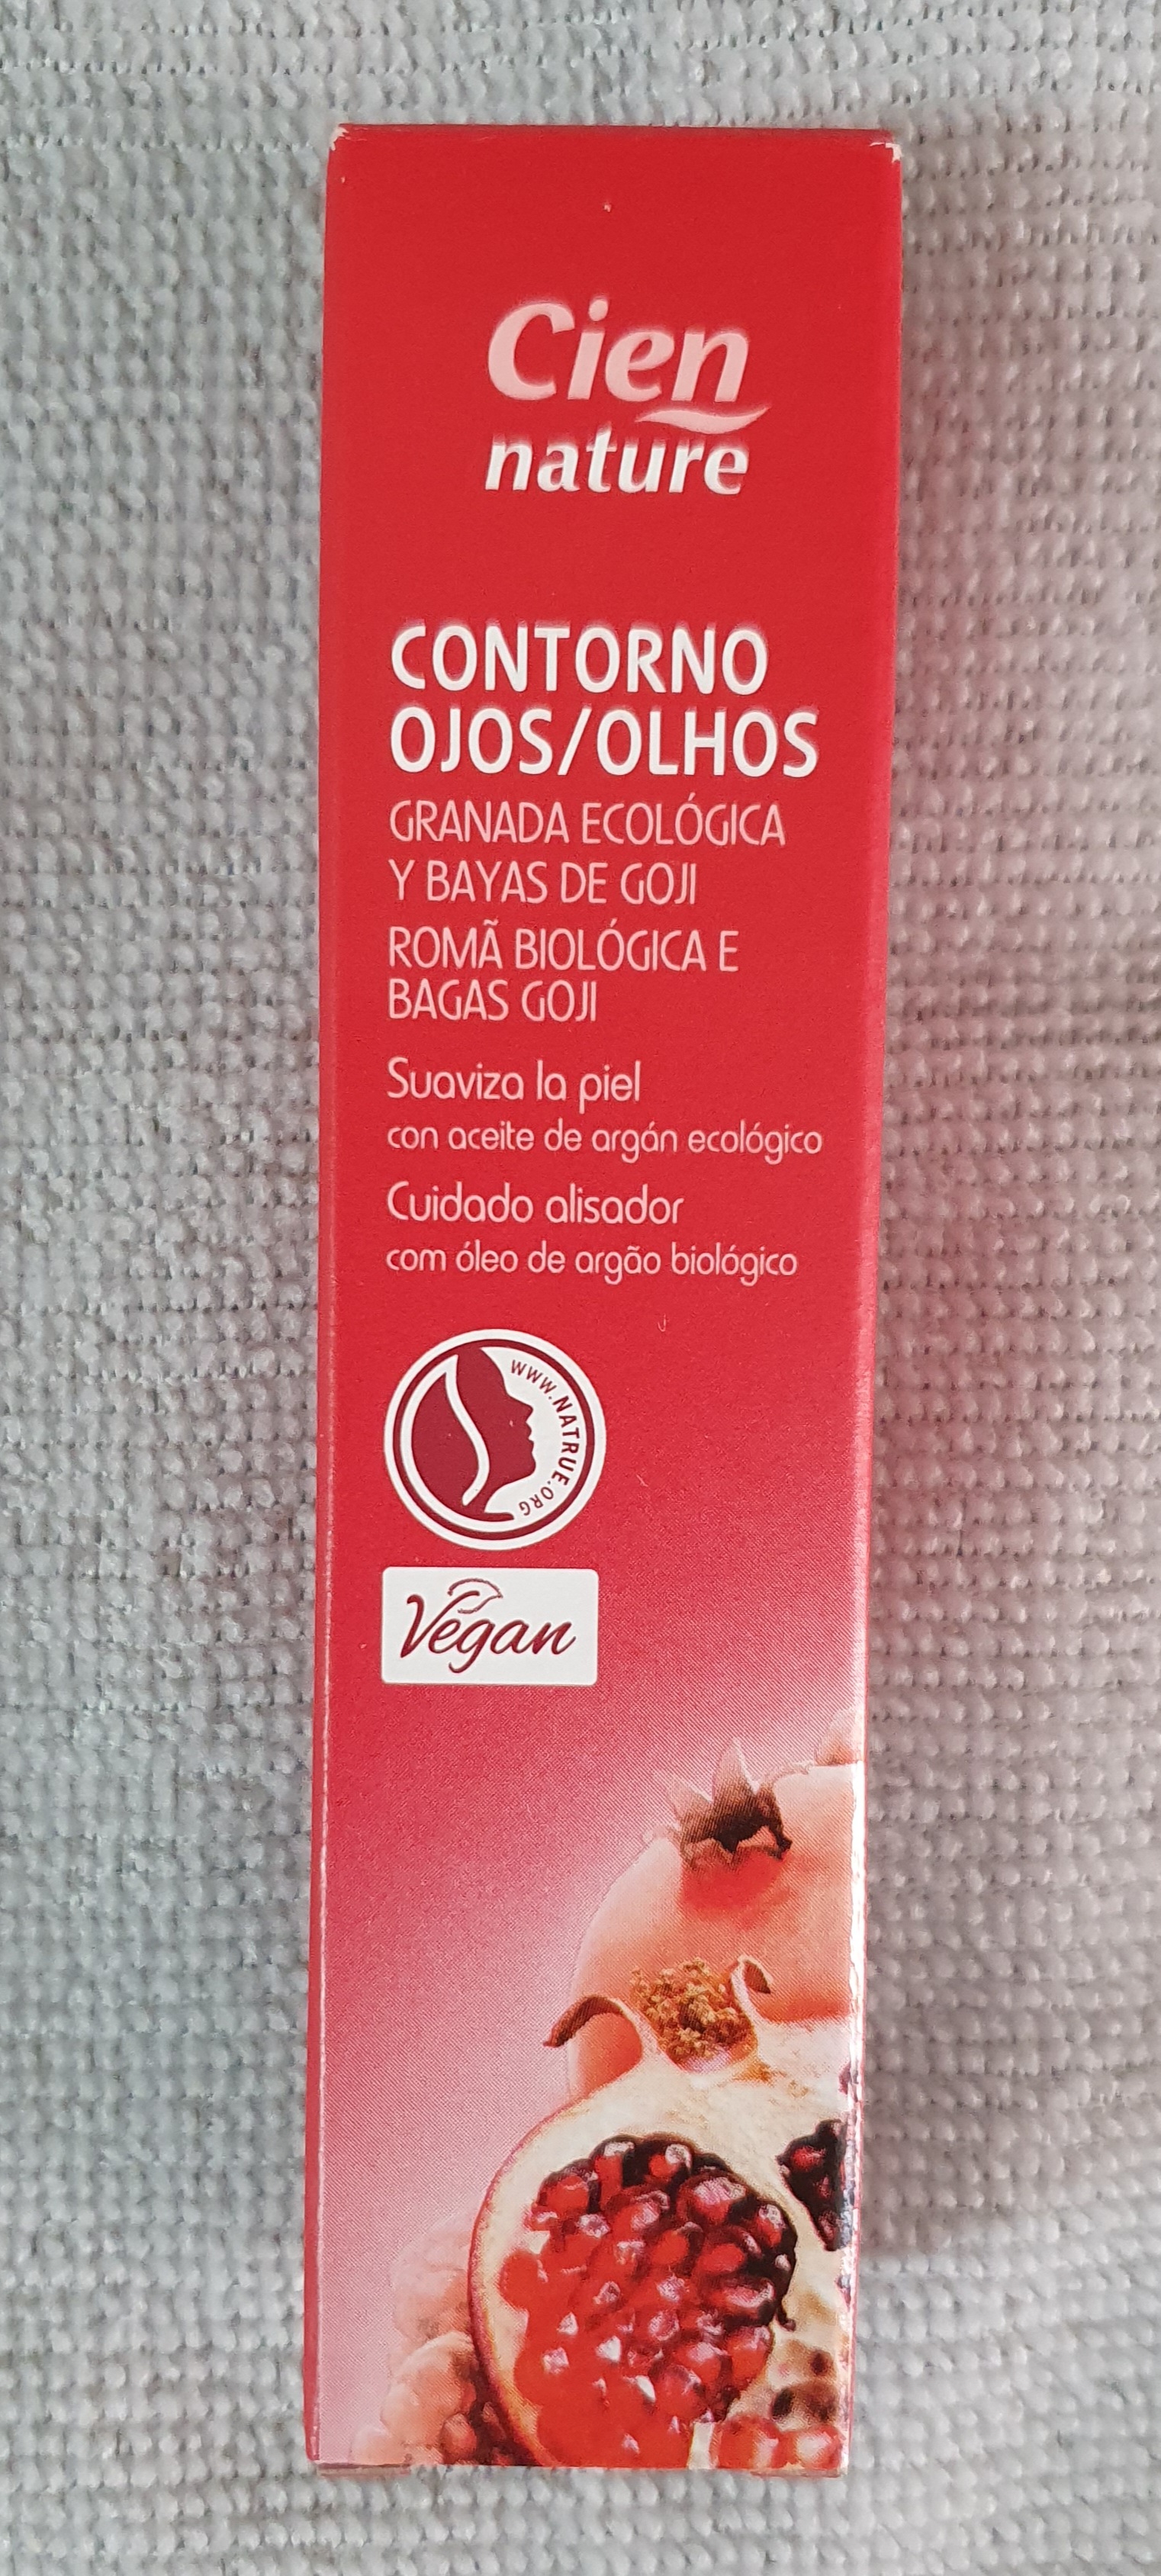 Cien
nature
CONTORNO
OJOS/OLHOS
GRANADA ECOLÓGICA
Y BAYAS DE GOJI
ROMÃ BIOLÓGICA E
BAGAS GOJI
Suaviza la piel
con aceite de argán ecológico
Cuidado alisador
com óleo de argão biológico
WWW.NATRUE.ORG
Vegan